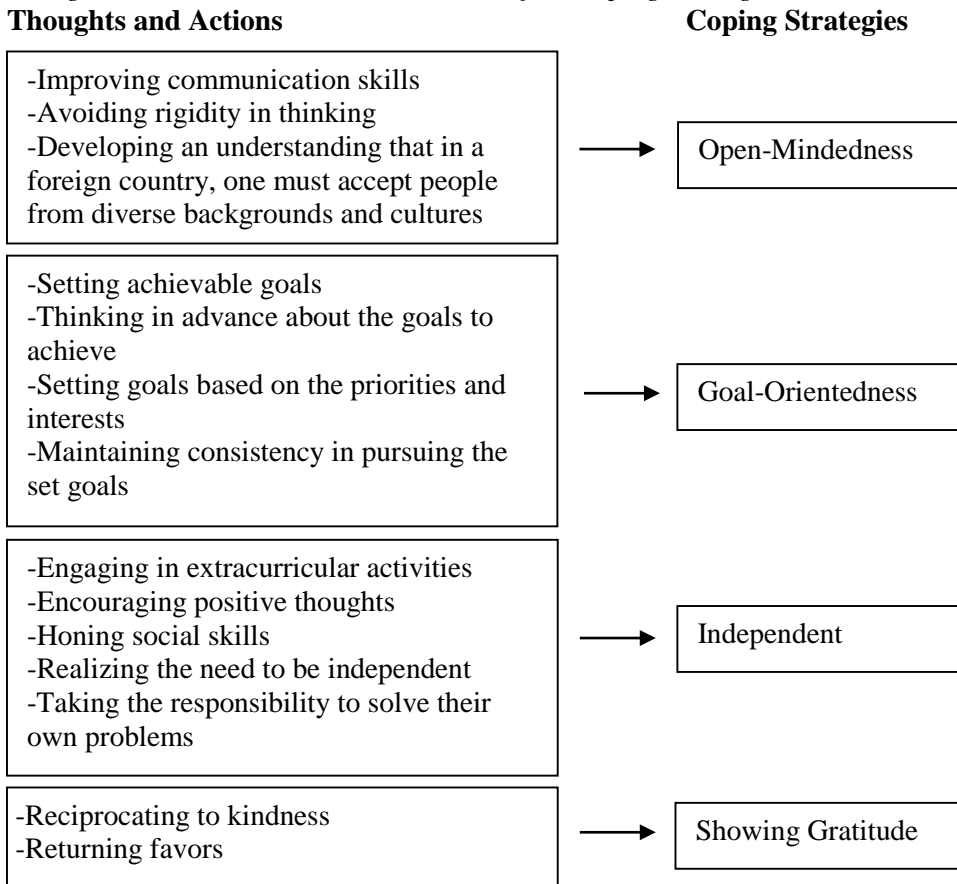 Thoughts and Actions
Coping Strategies
-Improving communication skills
-Avoiding rigidity in thinking
-Developing an understanding that in a
foreign country, one must accept people
from diverse backgrounds and cultures
Open-Mindedness
-Setting achievable goals
-Thinking in advance about the goals to
achieve
-Setting goals based on the priorities and
interests
-Maintaining consistency in pursuing the
set goals
Goal-Orientedness
-Engaging in extracurricular activities
-Encouraging positive thoughts
-Honing social skills
-Realizing the need to be independent
-Taking the responsibility to solve their
own problems
Independent
-Reciprocating to kindness
-Returning favors
Showing Gratitude